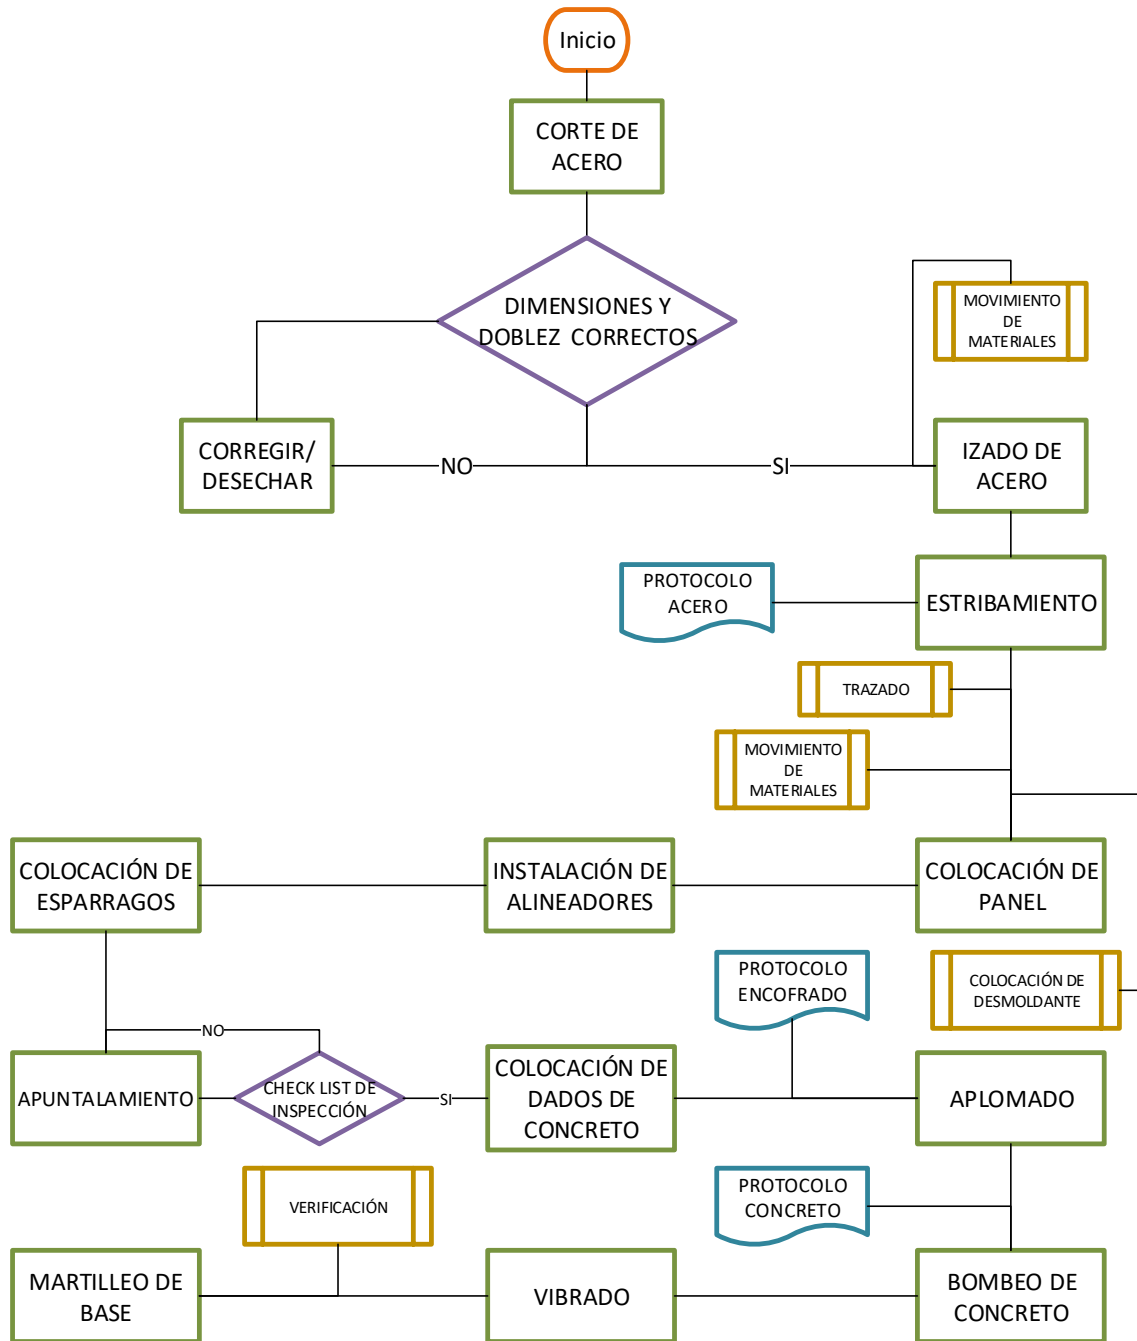 Inicio
CORTE DE
ACERO
DIMENSIONES Y
DOBLEZ CORRECTOS
MOVIMIENTO
DE
MATERIALES
CORREGIR/
DESECHAR
NO
SI
IZADO DE
ACERO
PROTOCOLO
ACERO
ESTRIBAMIENTO
TRAZADO
MOVIMIENTO
DE
MATERIALES
COLOCACIÓN DE
ESPARRAGOS
INSTALACIÓN DE
ALINEADORES
COLOCACIÓN DE
PANEL
PROTOCOLO
ENCOFRADO
COLOCACIÓN DE
DESMOLDANTE
NO
APUNTALAMIENTO
CHECK LIST DE
INSPECCIÓN
SI
COLOCACIÓN DE
DADOS DE
CONCRETO
APLOMADO
VERIFICACIÓN
PROTOCOLO
CONCRETO
MARTILLEO DE
BASE
VIBRADO
BOMBEO DE
CONCRETO